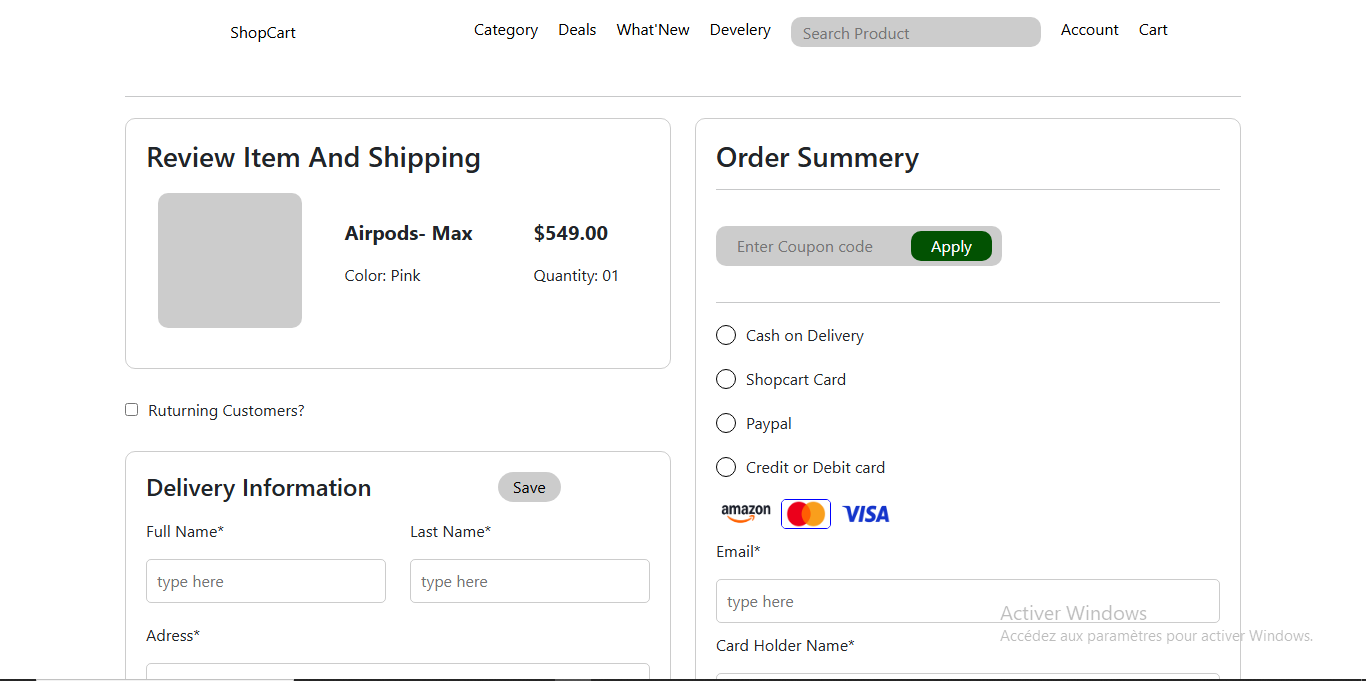 ShopCart
Category Deals What'New Develery Search Product Account Cart
Review Item And Shipping
Airpods- Max $549.00
Color: Pink Quantity: 01
Ruturning Customers?
Delivery Information Save
Full Name* Last Name*
type here type here
Adress*
Order Summery
Enter Coupon code Apply
Cash on Delivery
Shopcart Card
Paypal
Credit or Debit card
amazon VISA
Email*
type here
Card Holder Name*
Activer Windows
Accédez aux paramètres pour activer Windows.